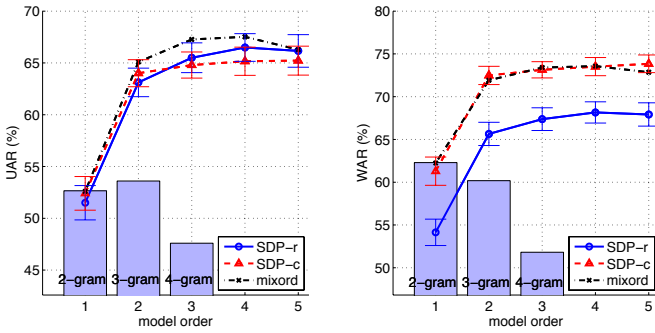 70
65
60
55
50
45
UAR (%)
2-gram
3-gram
4-gram
SDP-r
SDP-c
mixord
1
2
3
4
5
model order
80
75
70
65
60
55
50
WAR (%)
2-gram
3-gram
4-gram
SDP-r
SDP-c
mixord
1
2
3
4
5
model order